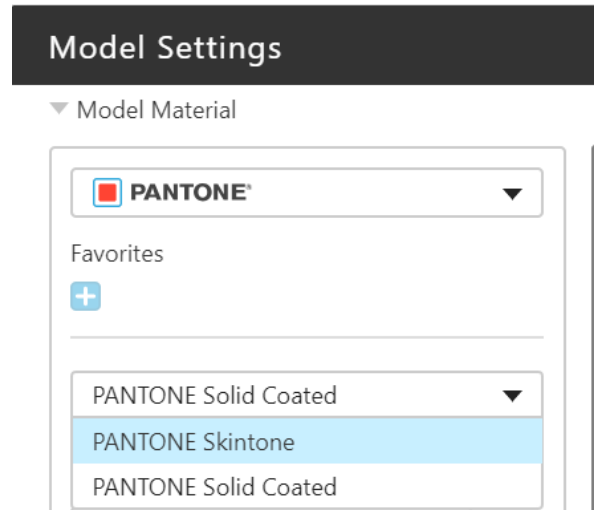 Model Settings
Model Material
PANTONE®
Favorites
PANTONE Solid Coated
PANTONE Skintone
PANTONE Solid Coated